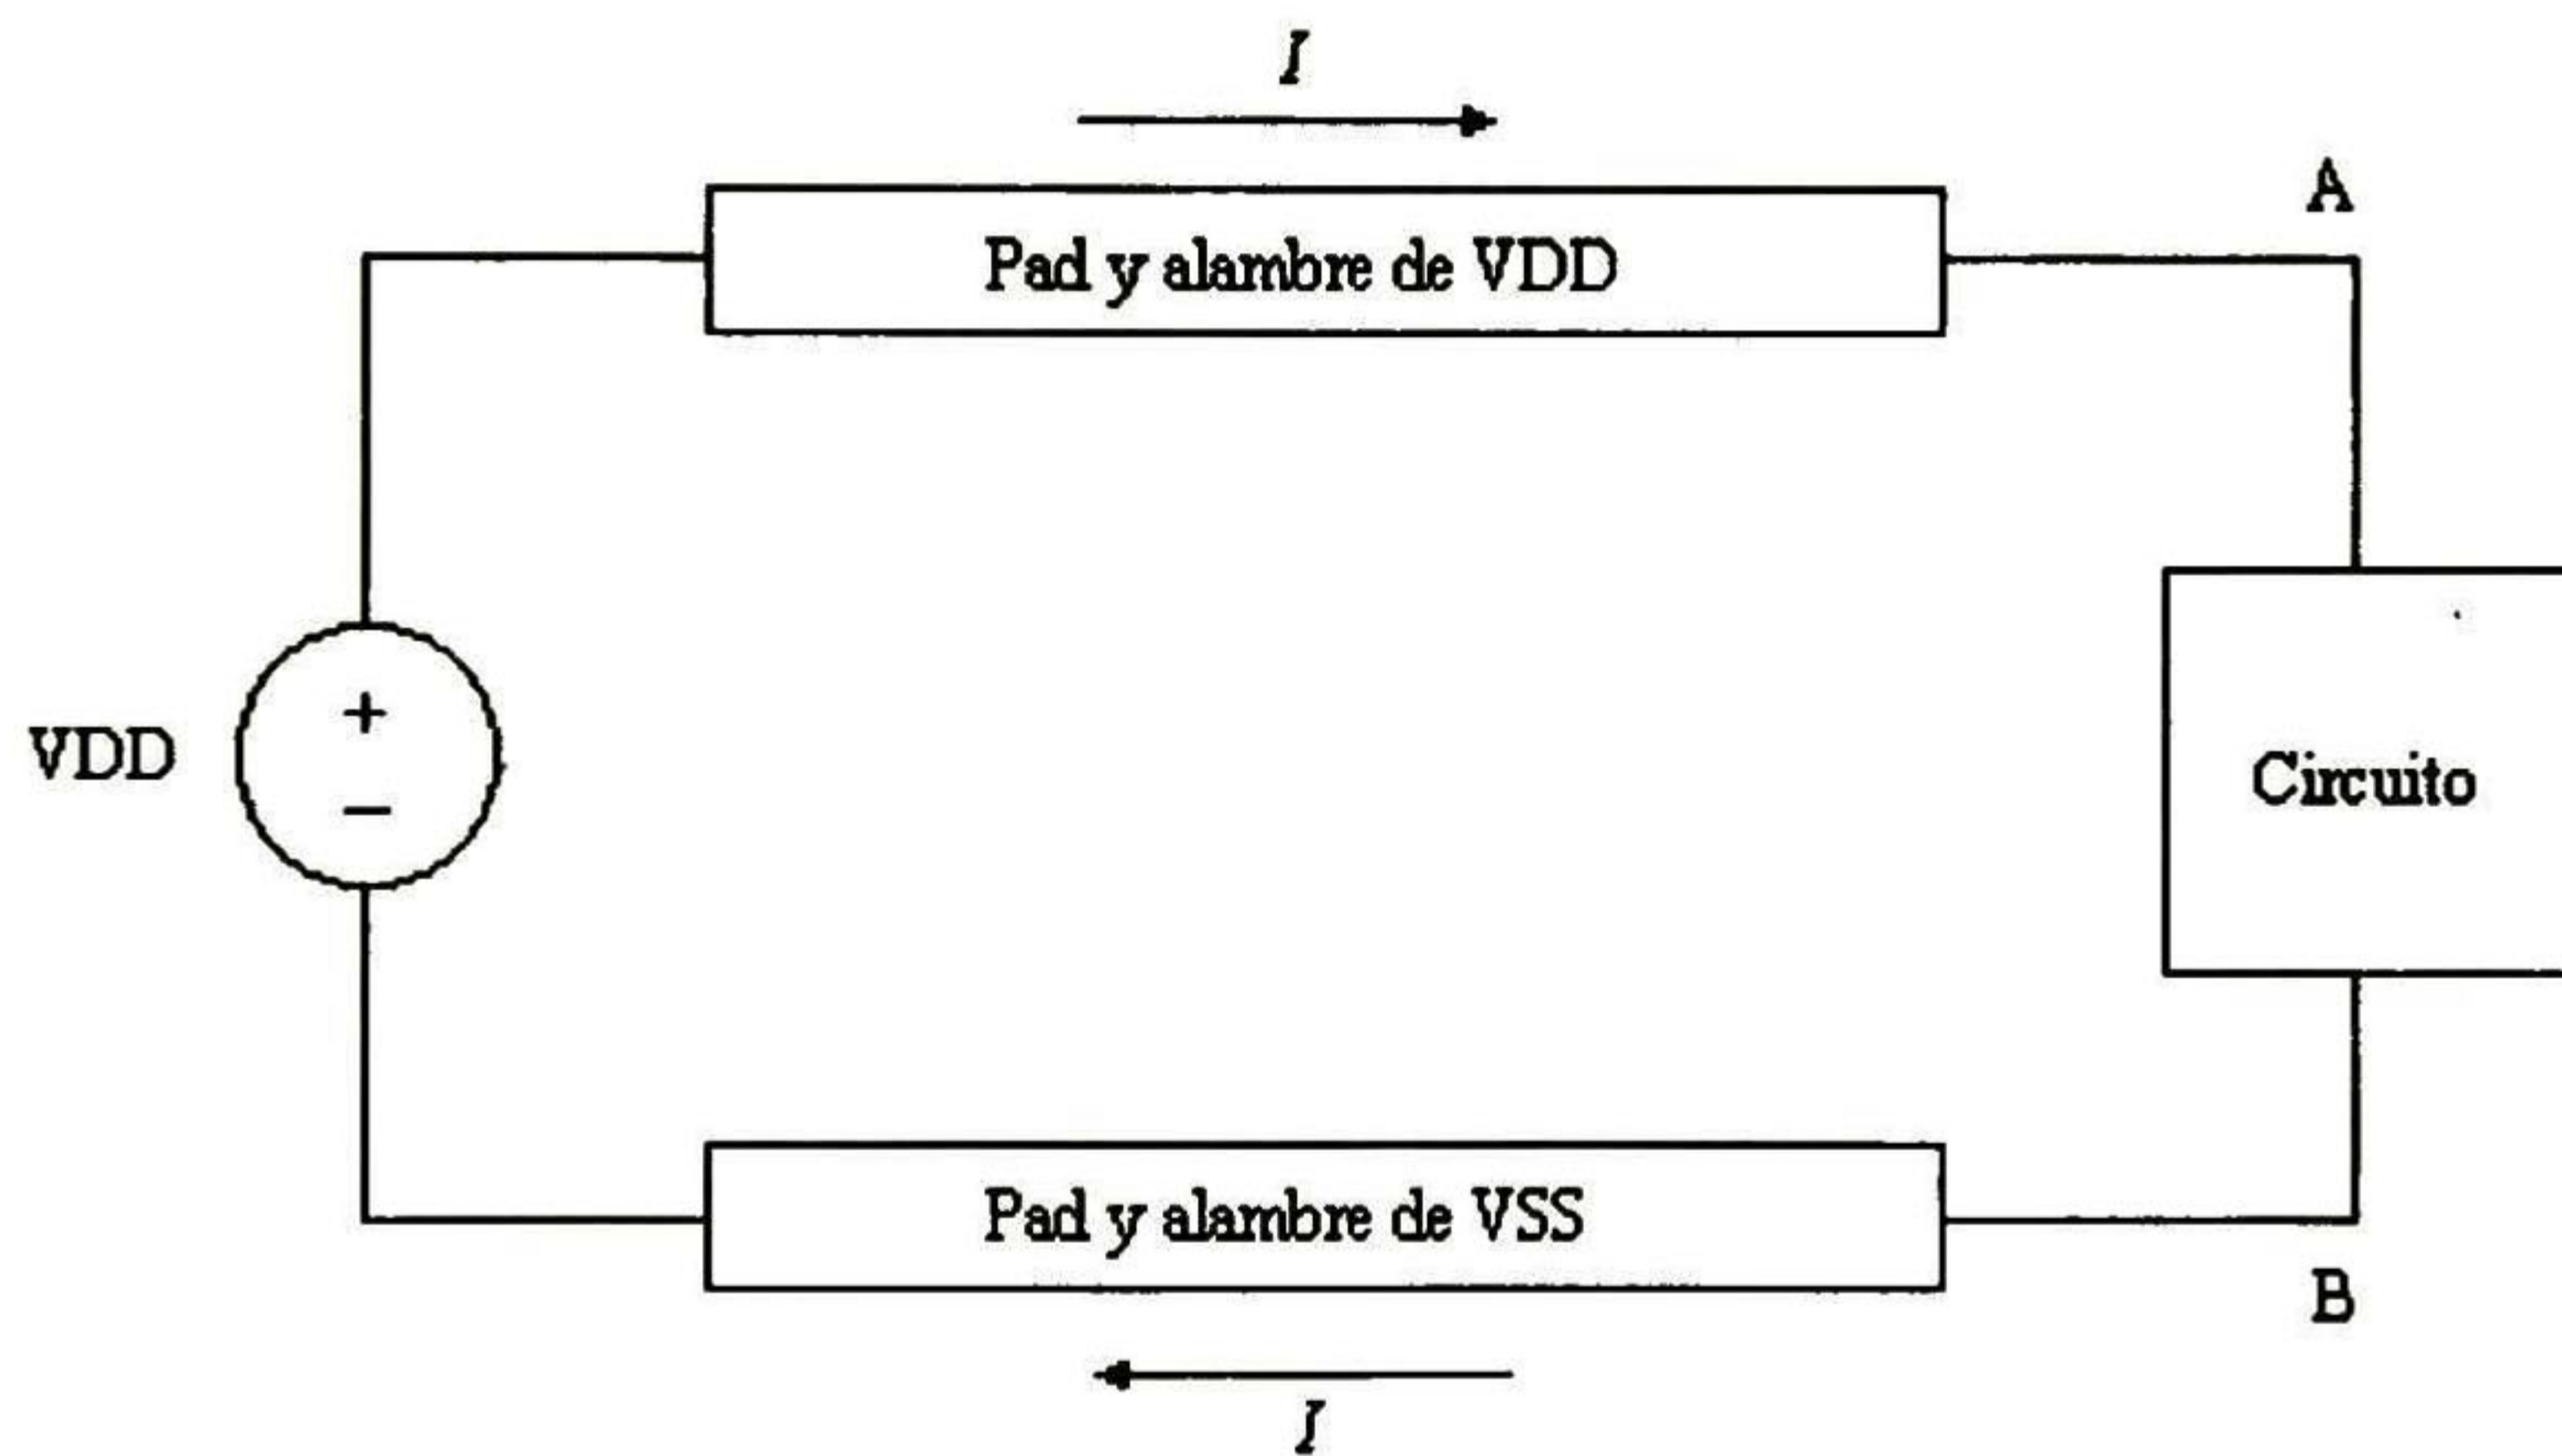 I
A
Pad y alambre de VDD
+
VDD
−
Circuito
Pad y alambre de VSS
B
I